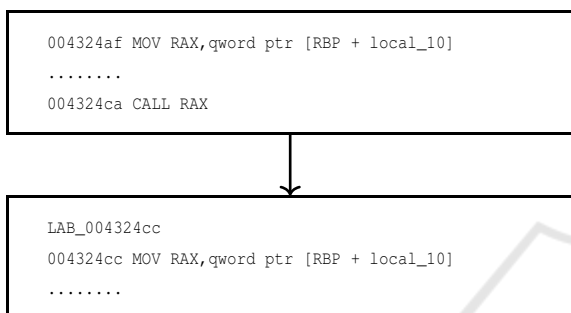 004324af MOV RAX,qword ptr [RBP + local_10]
........
004324ca CALL RAX
LAB_004324cc
004324cc MOV RAX,qword ptr [RBP + local_10]
........